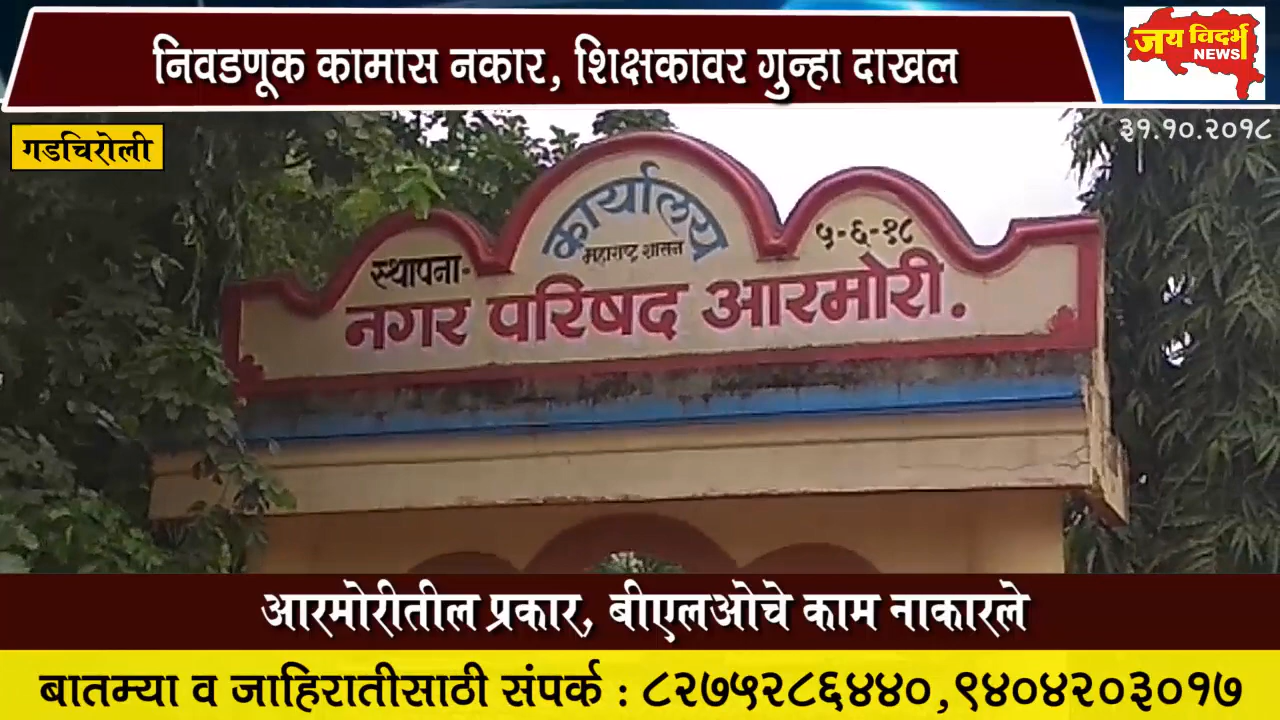 निवडणूक कामास नकार, शिक्षकावर गुन्हा दाखल
जय विदर्भ
NEWS
गडचिरोली
३१.१०.२०१८
कार्यालय
महाराष्ट्र शासन
स्थापना-
५-६-१८
नगर परिषद आरमोरी.
आरमोरीतील प्रकार, बीएलओचे काम नाकारले
बातम्या व जाहिरातीसाठी संपर्क : ८२७५२८६४४०,९४०४२०३०१७